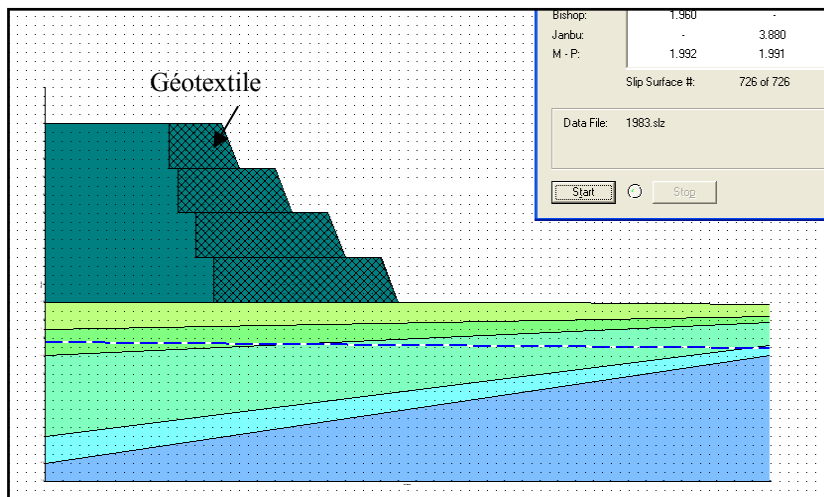 Géotextile
Bishop: 1.960 -
Janbu: - 3.880
M - P: 1.992 1.991
Slip Surface #: 726 of 726
Data File: 1983.slz
Start Stop